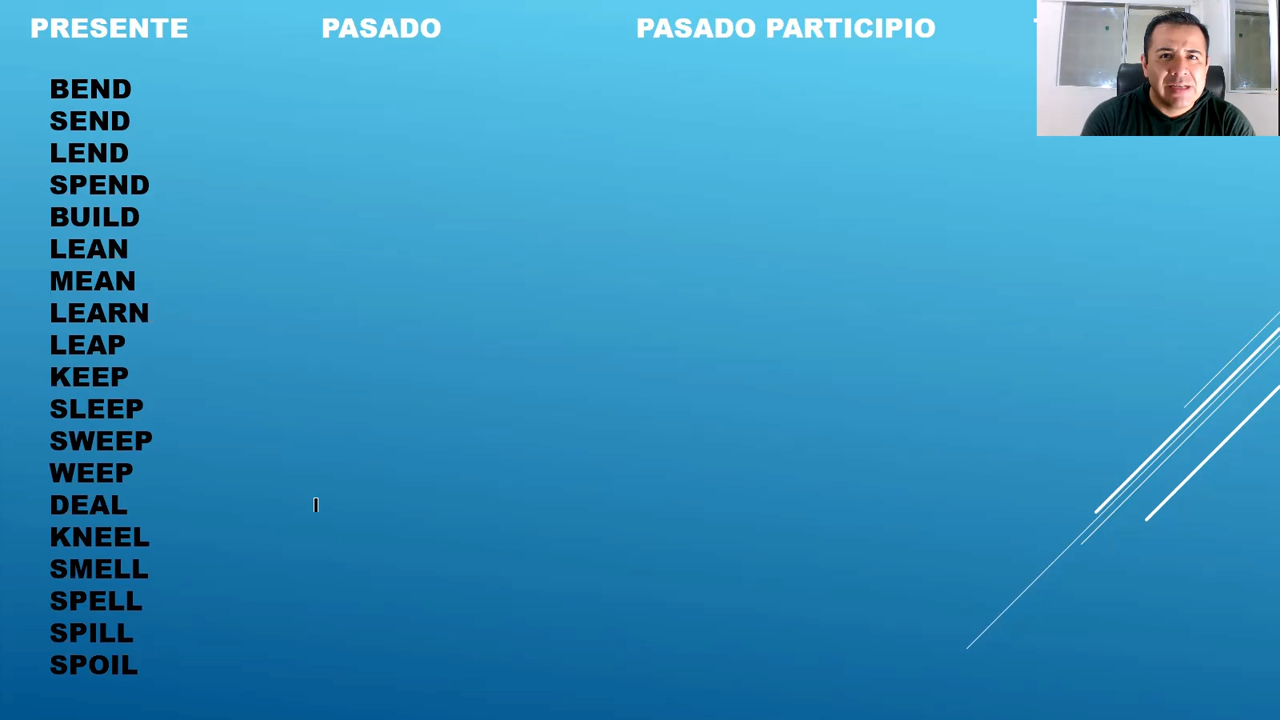 PRESENTE PASADO PASADO PARTICIPIO
BEND
SEND
LEND
SPEND
BUILD
LEAN
MEAN
LEARN
LEAP
KEEP
SLEEP
SWEEP
WEEP
DEAL
KNEEL
SMELL
SPELL
SPILL
SPOIL